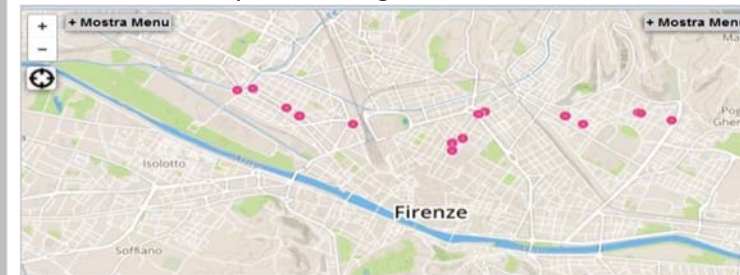 + Mostra Menu
+ Mostra Menu
+
−
Isolotto
Firenze
Soffiano